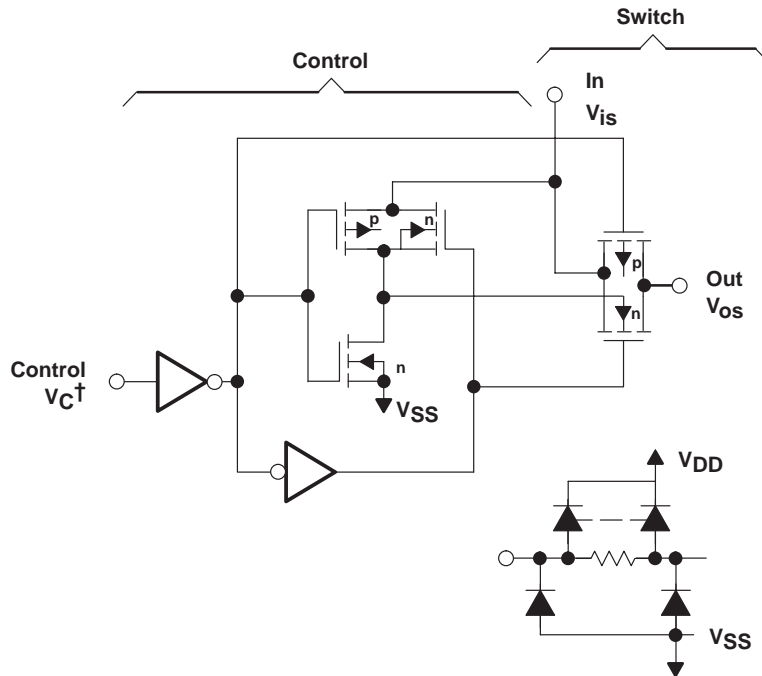 Switch
Control
In
Vis
p
n
p
Out
Vos
n
Control
VC†
n
VSS
VDD
VSS